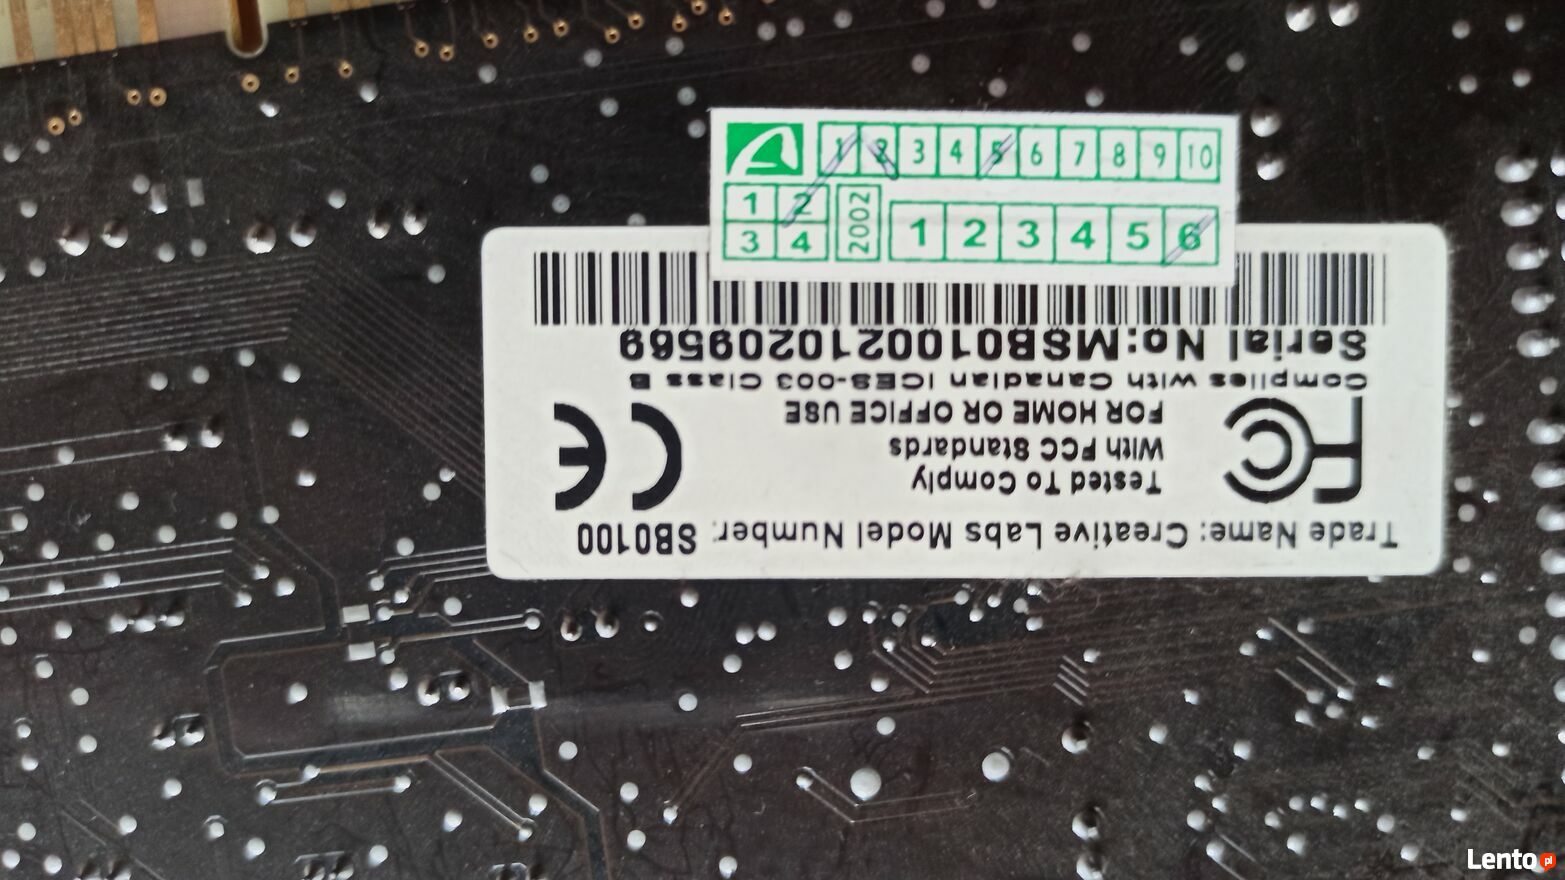 1 2 3 4 5 6 7 8 9 10
1 2
3 4
2002
1 2 3 4 5 6
Trade Name: Creative Labs Model Number: SB0100
FC
Tested To Comply
With FCC Standards
FOR HOME OR OFFICE USE
CE
Complies with Canadian ICES-003 Class B
Serial No:MSB0100210209569
Lento.pl